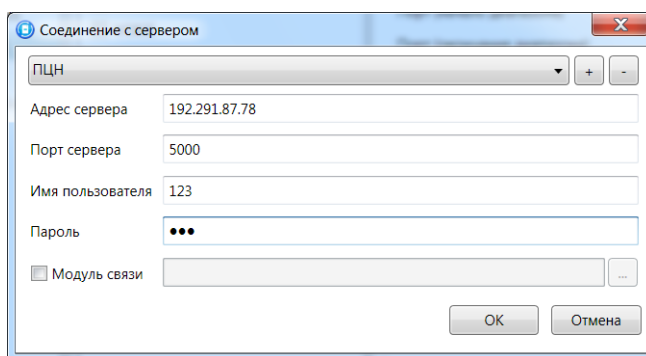 Соединение с сервером
ПЦН
+ -
Адрес сервера 192.291.87.78
Порт сервера 5000
Имя пользователя 123
Пароль •••
Модуль связи ...
ОК Отмена